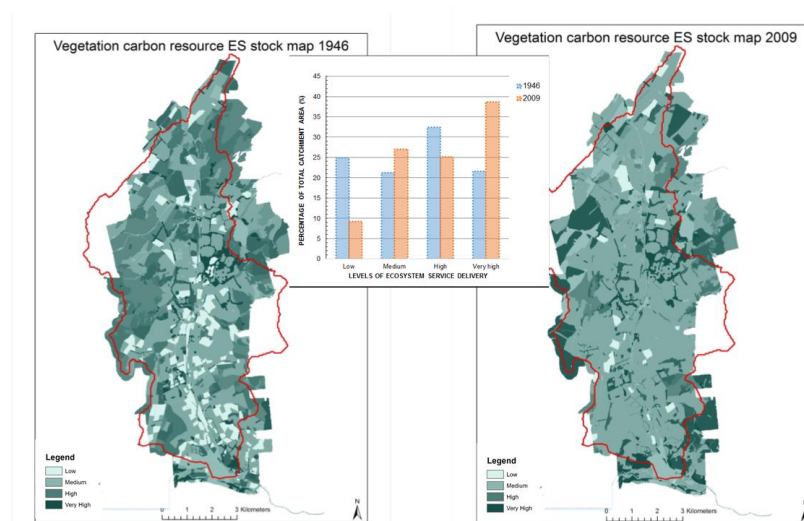 Vegetation carbon resource ES stock map 1946
Vegetation carbon resource ES stock map 2009
PERCENTAGE OF TOTAL CATCHMENT AREA (%)
45
40
35
30
25
20
15
10
5
0
Low Medium High Very high
LEVELS OF ECOSYSTEM SERVICE DELIVERY
1946
2009
Legend
Low
Medium
High
Very High
0 1 2 3 Kilometers
N
Legend
Low
Medium
High
Very High
0 1 2 3 Kilometers
N